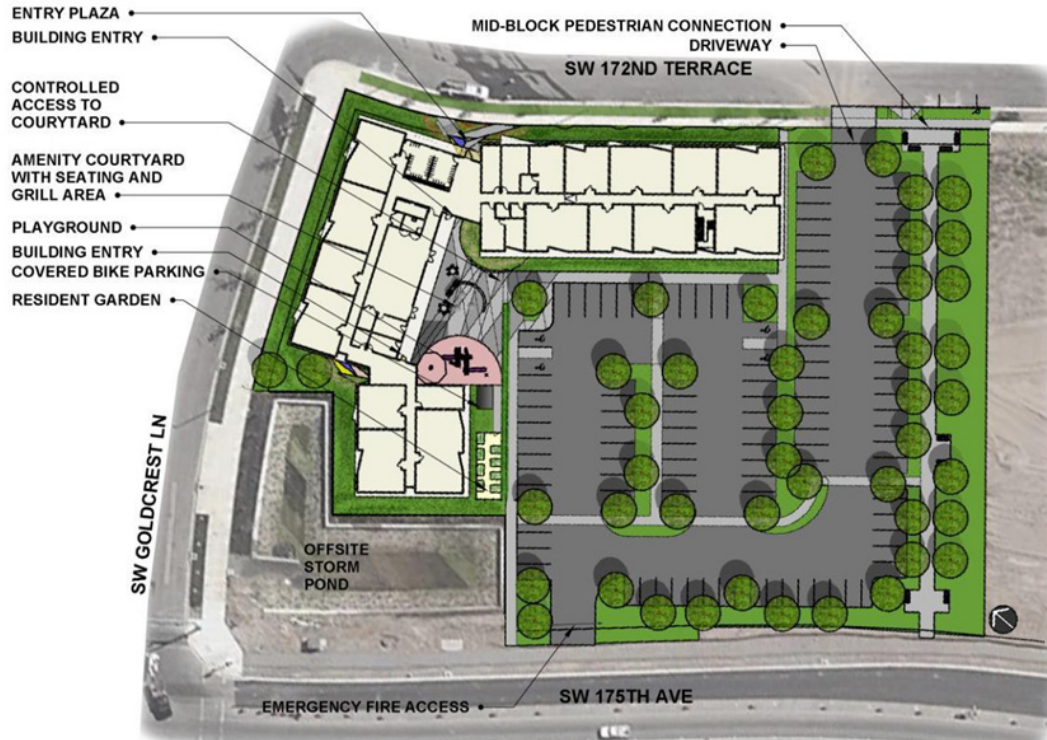 ENTRY PLAZA
BUILDING ENTRY
CONTROLLED
ACCESS TO
COURYTARD
AMENITY COURTYARD
WITH SEATING AND
GRILL AREA
PLAYGROUND
BUILDING ENTRY
COVERED BIKE PARKING
RESIDENT GARDEN
MID-BLOCK PEDESTRIAN CONNECTION
DRIVEWAY
SW 172ND TERRACE
SW GOLDCREST LN
OFFSITE
STORM
POND
EMERGENCY FIRE ACCESS
SW 175TH AVE